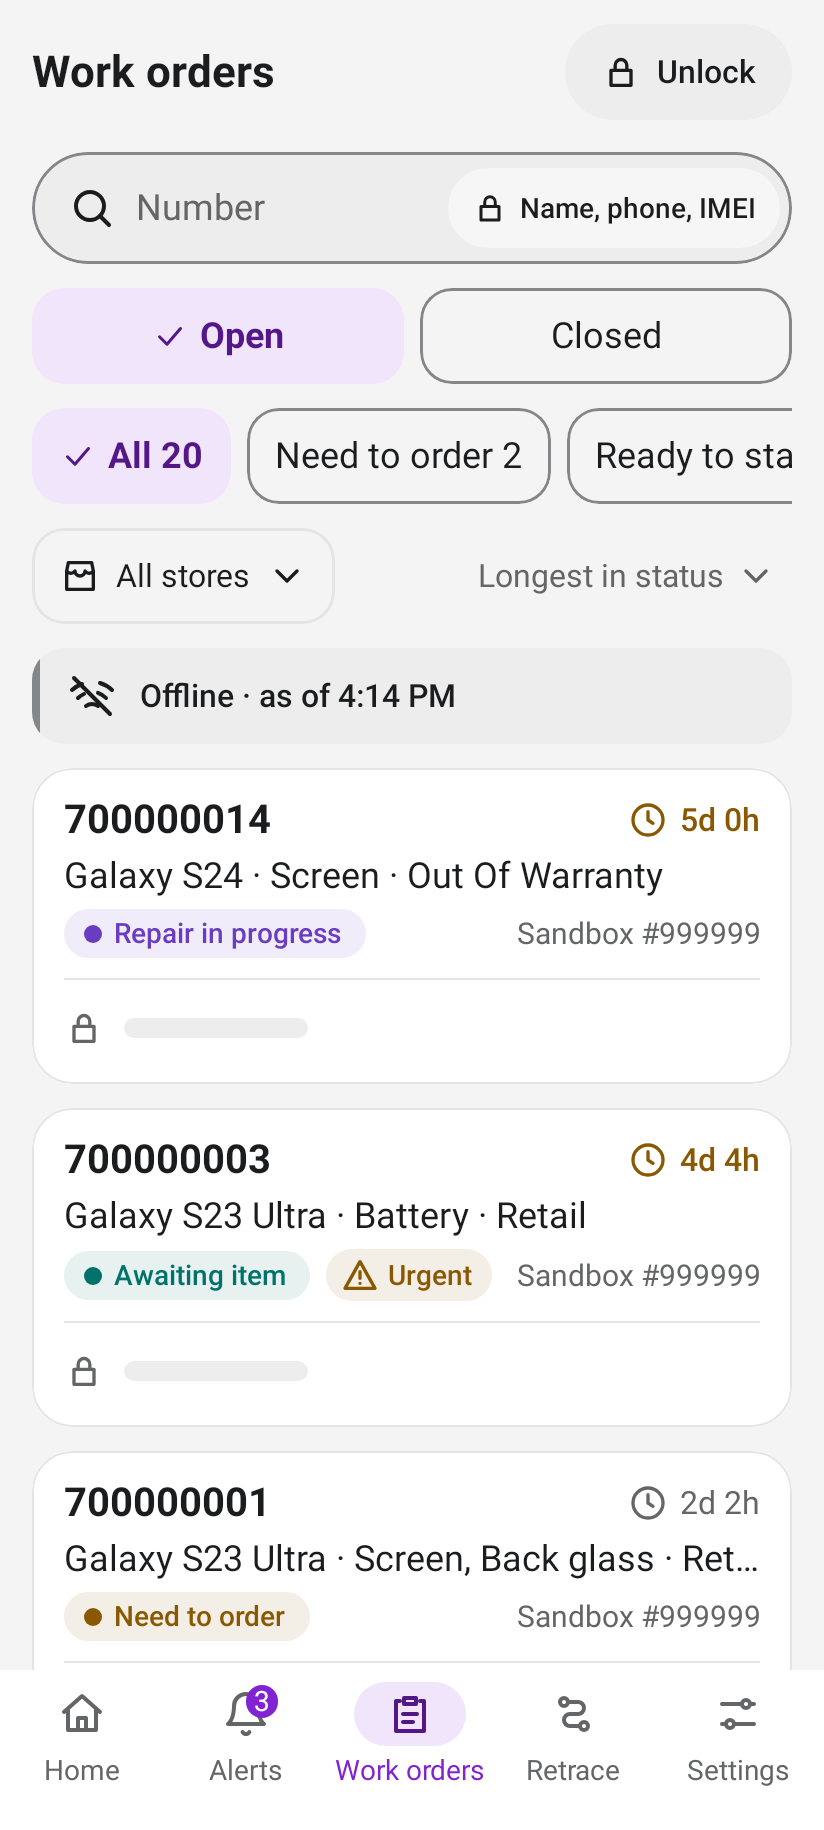 Work orders
Unlock
Number
Name, phone, IMEI
Open
Closed
All 20
Need to order 2
Ready to sta
All stores
Longest in status
Offline · as of 4:14 PM
700000014
5d 0h
Galaxy S24 · Screen · Out Of Warranty
Repair in progress
Sandbox #999999
700000003
4d 4h
Galaxy S23 Ultra · Battery · Retail
Awaiting item
Urgent
Sandbox #999999
700000001
2d 2h
Galaxy S23 Ultra · Screen, Back glass · Ret...
Need to order
Sandbox #999999
3
Home
Alerts
Work orders
Retrace
Settings